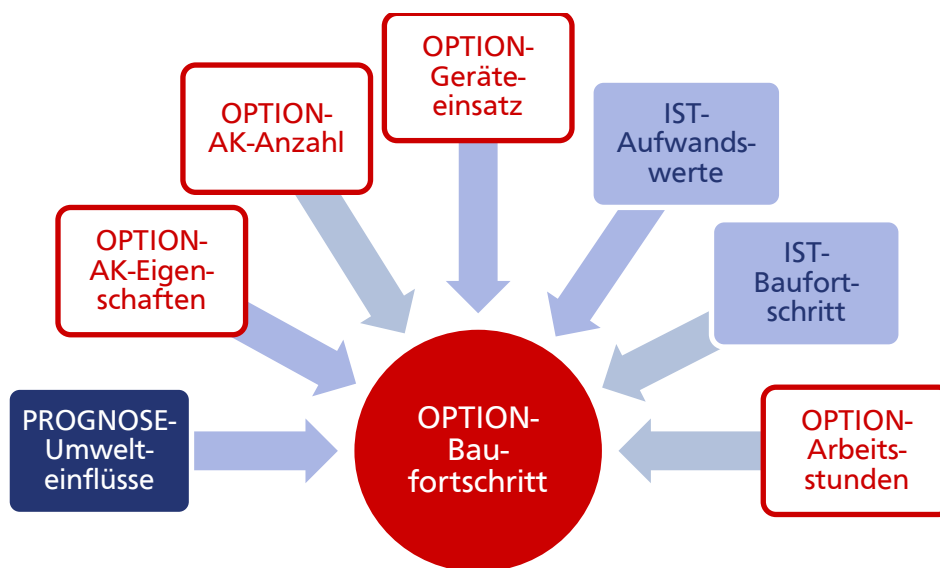 PROGNOSE-
Umwelt-
einflüsse
OPTION-
AK-Eigen-
schaften
OPTION-
AK-Anzahl
OPTION-
Geräte-
einsatz
IST-
Aufwands-
werte
IST-
Baufort-
schritt
OPTION-
Arbeits-
stunden
OPTION-
Bau-
fortschritt